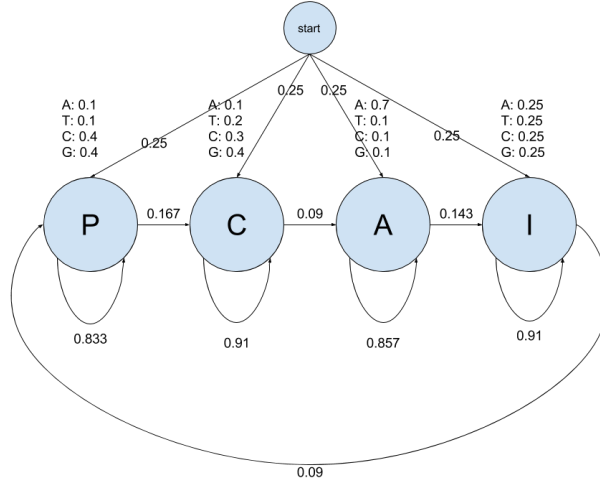 start
0.25
0.25
0.25
0.25
A: 0.1
T: 0.1
C: 0.4
G: 0.4
A: 0.1
T: 0.2
C: 0.3
G: 0.4
A: 0.7
T: 0.1
C: 0.1
G: 0.1
A: 0.25
T: 0.25
C: 0.25
G: 0.25
P
0.167
C
0.09
A
0.143
I
0.833
0.91
0.857
0.91
0.09